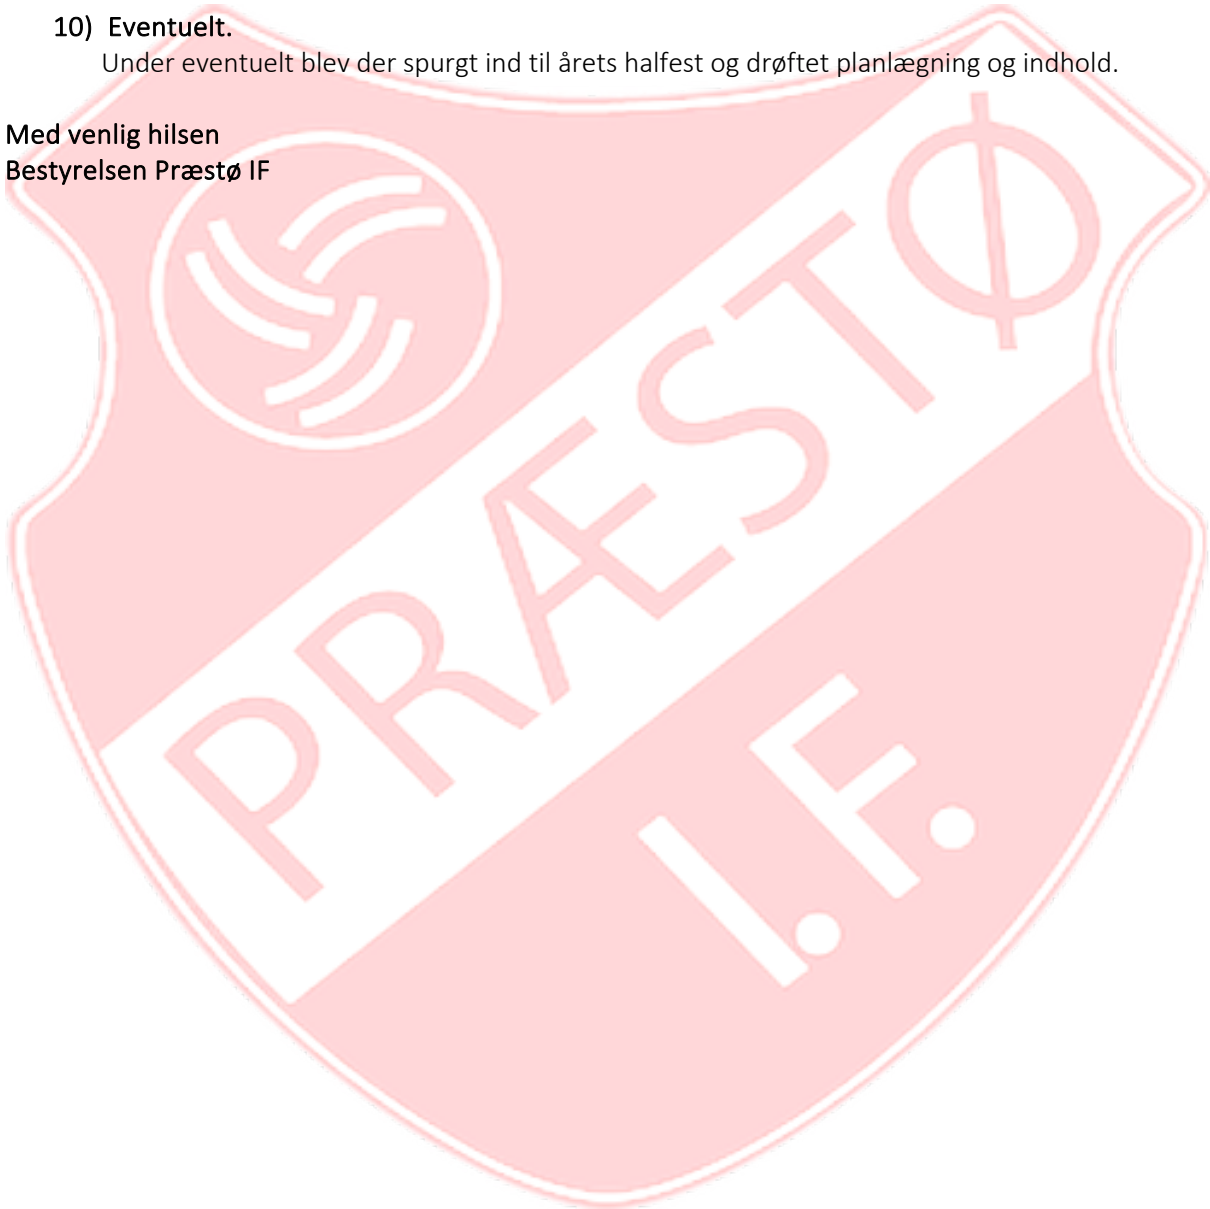 10) Eventuelt.
Under eventuelt blev der spurgt ind til årets halfest og drøftet planlægning og indhold.
Med venlig hilsen
Bestyrelsen Præstø IF
PRÆSTØ
I.F.